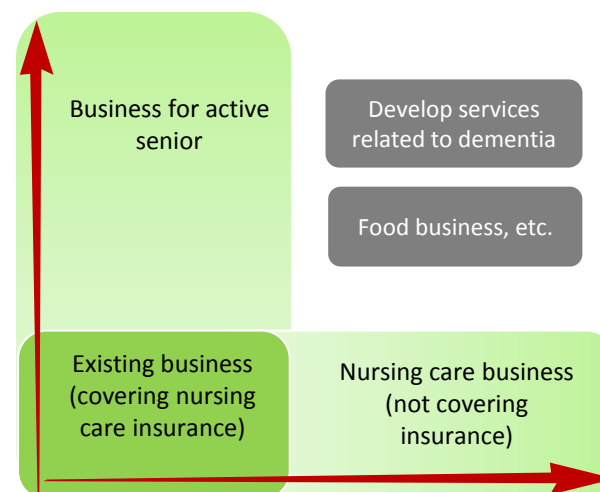 Business for active
senior
Develop services
related to dementia
Food business, etc.
Existing business
(covering nursing
care insurance)
Nursing care business
(not covering
insurance)